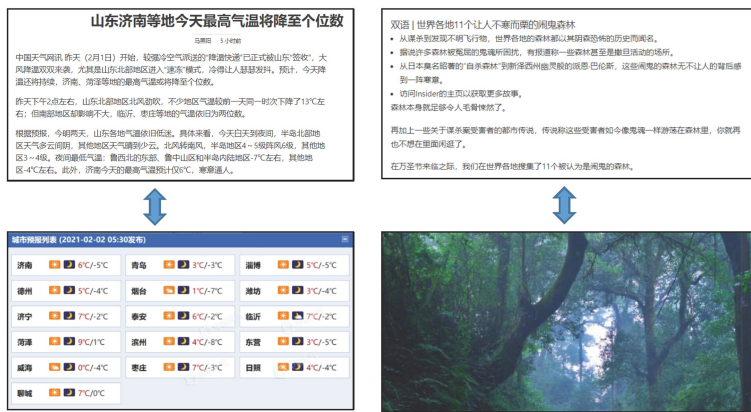 山东济南等地今天最高气温将降至个位数
马黑阳 5小时前
中国天气网讯 昨天（2月1日）开始，较强冷空气派送的“降温快递”已正式被山东“签收”，大
风降温双双来袭，尤其是山东北部地区进入“速冻”模式，冷得让人瑟瑟发抖。预计，今天降
温还将持续，济南、菏泽等地的最高气温或将降至个位数。
昨天下午2点左右，山东北部地区北风劲吹，不少地区气温较前一天同一时次下降了13℃左
右；但南部地区却影响不大，临沂、枣庄等地的气温依旧为两位数。
根据预报，今明两天，山东各地气温依旧低迷。具体来看，今天白天到夜间，半岛北部地
区天气多云间阴，其他地区天气晴到少云。北风转南风，半岛地区4～5级阵风6级，其他地
区3～4级。夜间最低气温：鲁西北的东部、鲁中山区和半岛内陆地区-7℃左右，其他地
区-4℃左右。此外，济南今天的最高气温预计仅6℃，寒意逼人。
双语 | 世界各地11个让人不寒而栗的闹鬼森林
• 从谋杀到发现不明飞行物，世界各地的森林都以其阴森恐怖的历史而闻名。
• 据说许多森林被冤屈的鬼魂所困扰，有报道称一些森林甚至是撒旦活动的场所。
• 从日本臭名昭著的“自杀森林”到新泽西州幽灵般的派恩·巴伦斯，这些闹鬼的森林无不让人的背后感
到一阵寒意。
• 访问Insider的主页以获取更多故事。
森林本身就足够令人毛骨悚然了。
再加上一些关于谋杀案受害者的都市传说，传说称这些受害者如今像鬼魂一样游荡在森林里，你就再
也不想在里面闲逛了。
在万圣节来临之际，我们在世界各地搜集了11个被认为是闹鬼的森林。
城市预报列表 (2021-02-02 05:30发布)
济南 6℃/-5℃ 青岛 3℃/-3℃ 淄博 5℃/-5℃
德州 5℃/-4℃ 烟台 1℃/-7℃ 潍坊 3℃/-4℃
济宁 7℃/-2℃ 泰安 6℃/-2℃ 临沂 7℃/-2℃
菏泽 9℃/1℃ 滨州 4℃/-8℃ 东营 3℃/-5℃
威海 0℃/-4℃ 枣庄 7℃/-3℃ 日照 4℃/-4℃
聊城 7℃/0℃